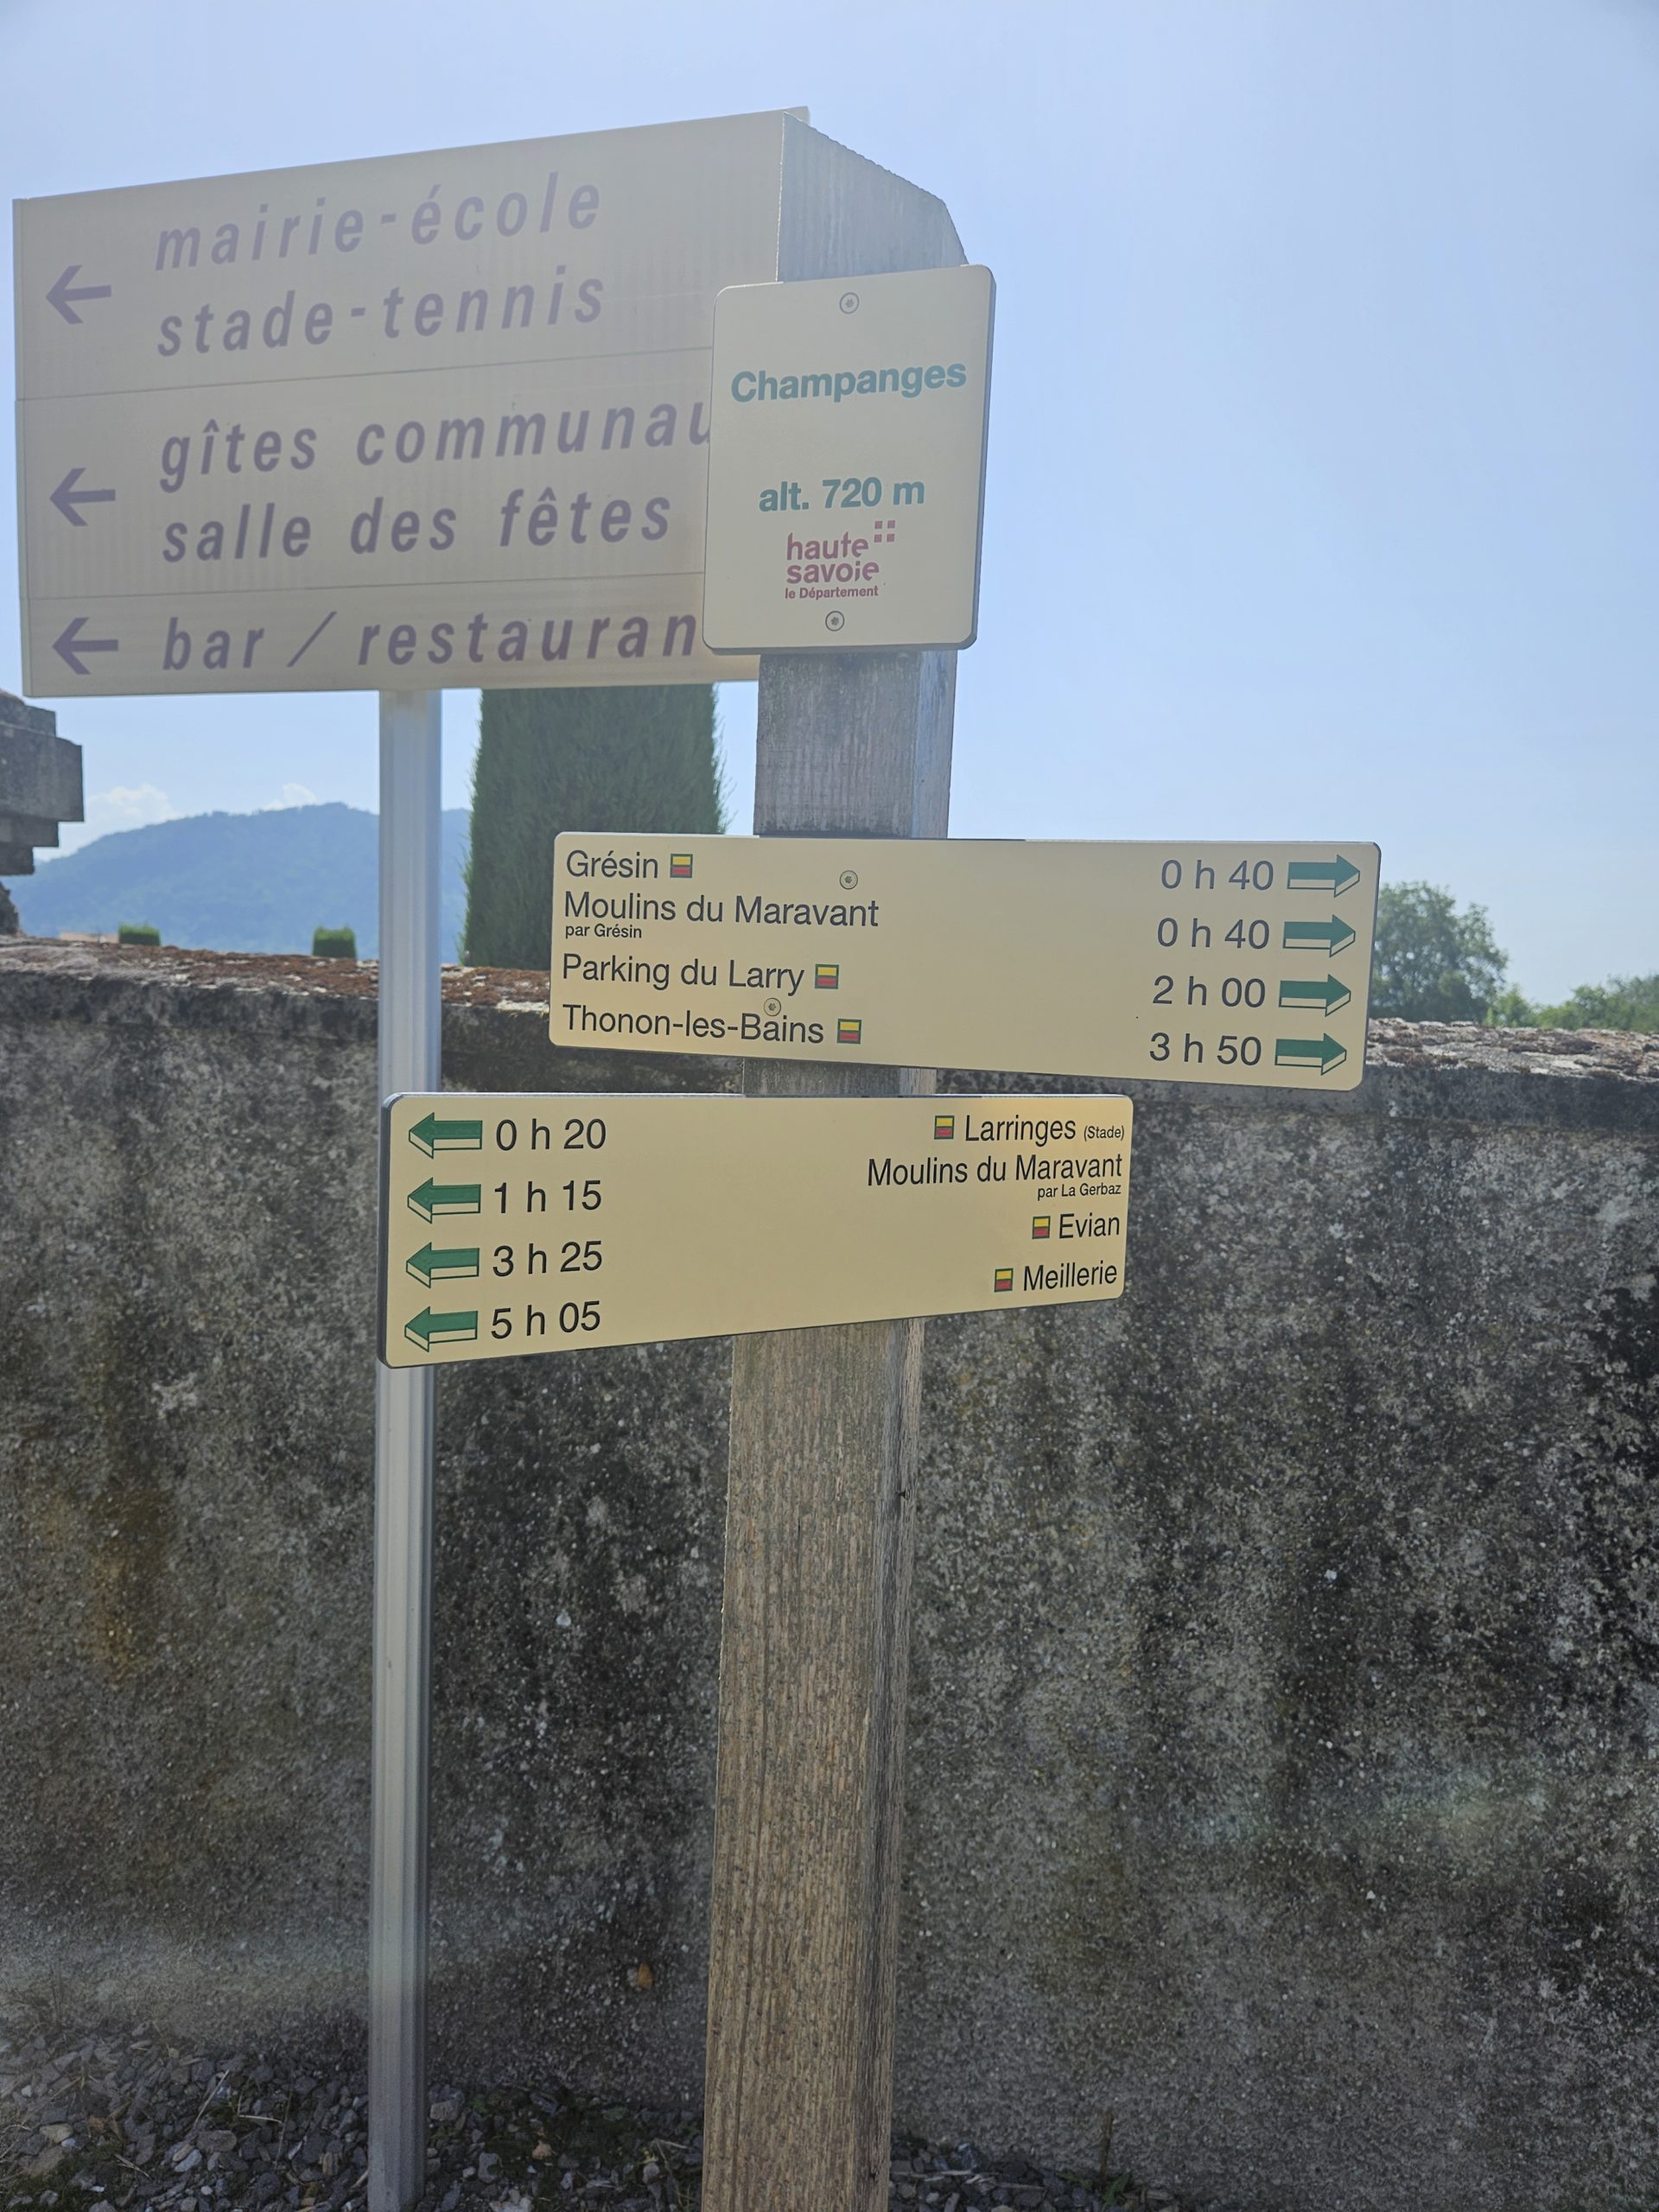 mairie-école
stade-tennis
gîtes communau
salle des fêtes
bar / restauran
Champanges
alt. 720 m
haute
savoie
le Département
Grésin 0 h 40
Moulins du Maravant 0 h 40
par Grésin
Parking du Larry 2 h 00
Thonon-les-Bains 3 h 50
0 h 20 Larringes (Stade)
1 h 15 Moulins du Maravant
par La Gerbaz
3 h 25 Evian
5 h 05 Meillerie